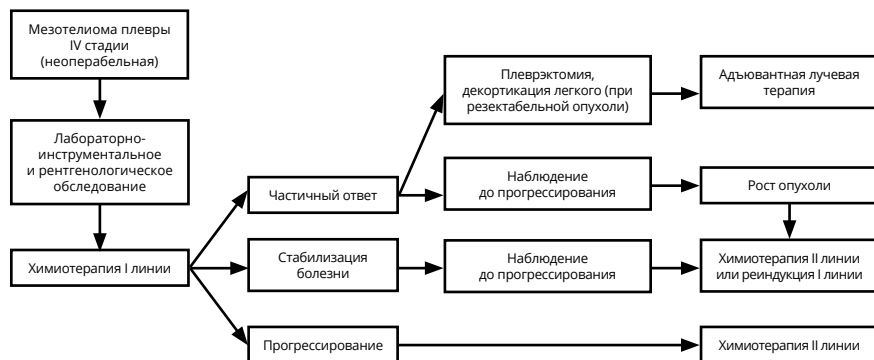 Мезотелиома плевры
IV стадии
(неоперабельная)
Лабораторно-
инструментальное
и рентгенологическое
обследование
Химиотерапия I линии
Частичный ответ
Стабилизация
болезни
Прогрессирование
Плеврэктомия,
декортикация легкого (при
резектабельной опухоли)
Наблюдение
до прогрессирования
Наблюдение
до прогрессирования
Адъювантная лучевая
терапия
Рост опухоли
Химиотерапия II линии
или реиндукция I линии
Химиотерапия II линии